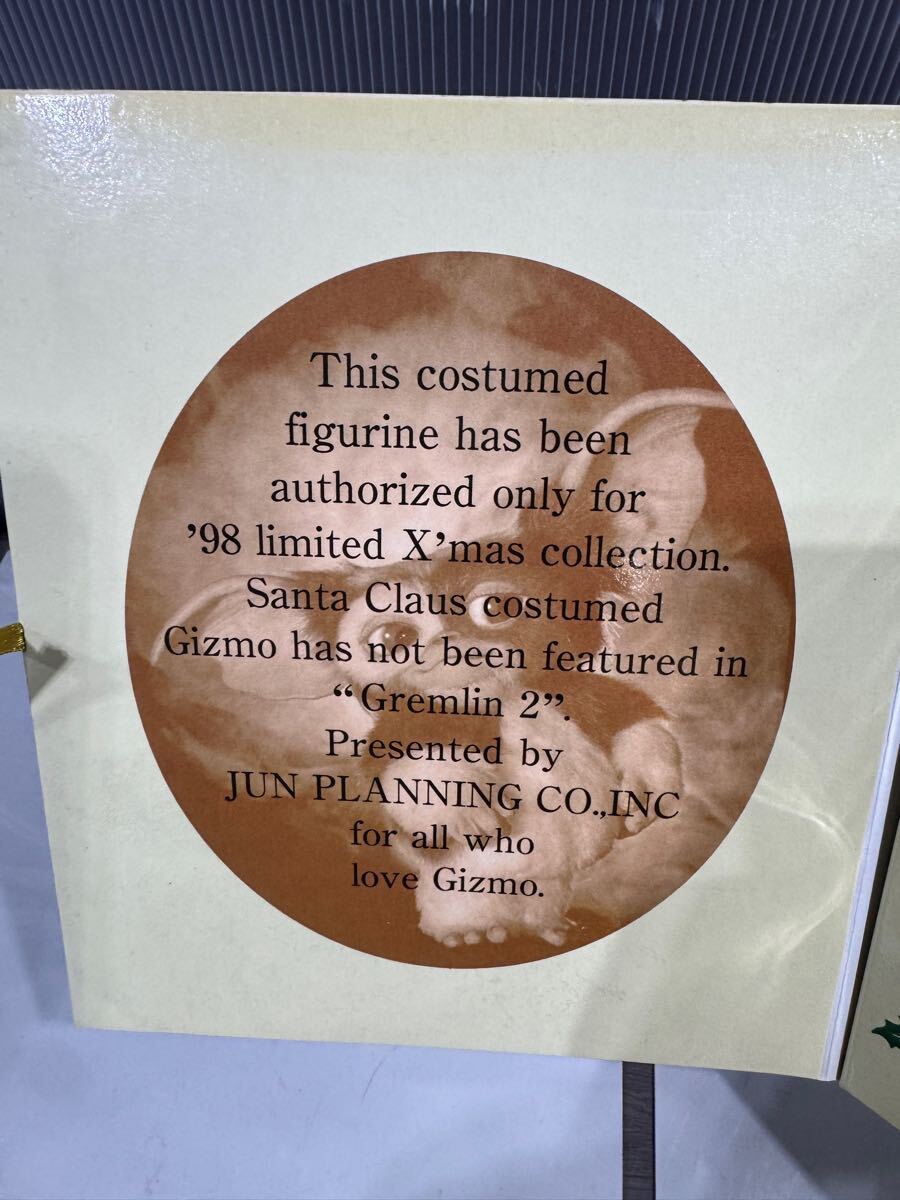 This costumed
figurine has been
authorized only for
’98 limited X’mas collection.
Santa Claus costumed
Gizmo has not been featured in
“Gremlin 2”.
Presented by
JUN PLANNING CO.,INC
for all who
love Gizmo.